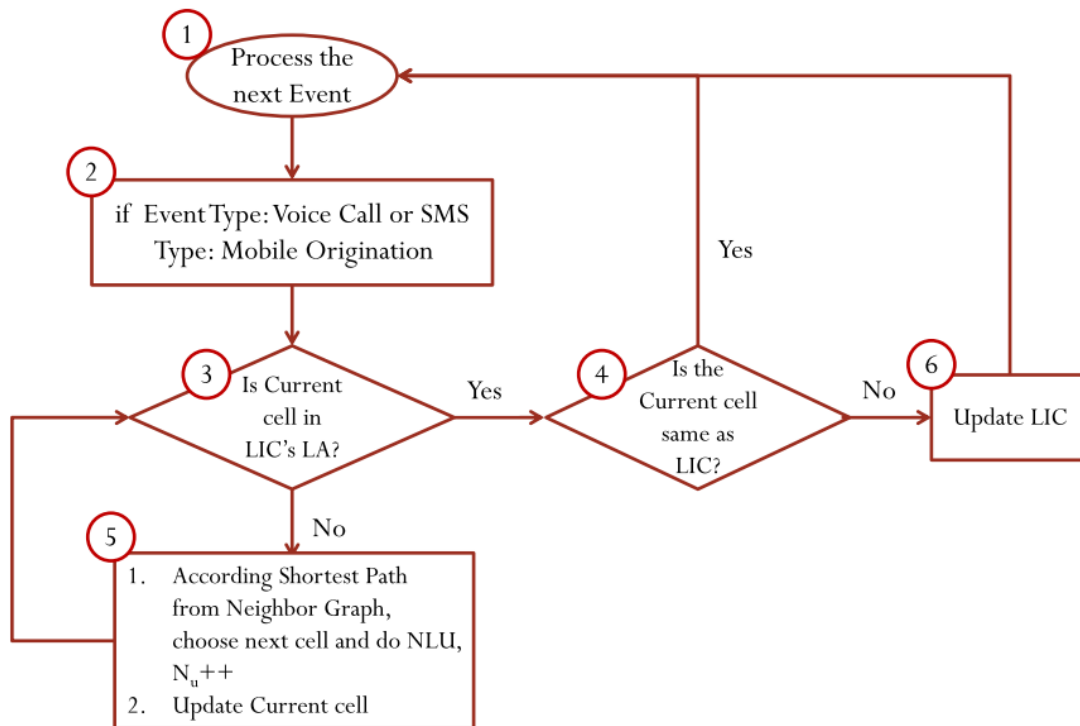 1
Process the
next Event
2
if Event Type: Voice Call or SMS
Type: Mobile Origination
3
Is Current
cell in
LIC's LA?
Yes
4
Is the
Current cell
same as
LIC?
Yes
No
6
Update LIC
No
5
1. According Shortest Path
from Neighbor Graph,
choose next cell and do NLU,
Nu++
2. Update Current cell